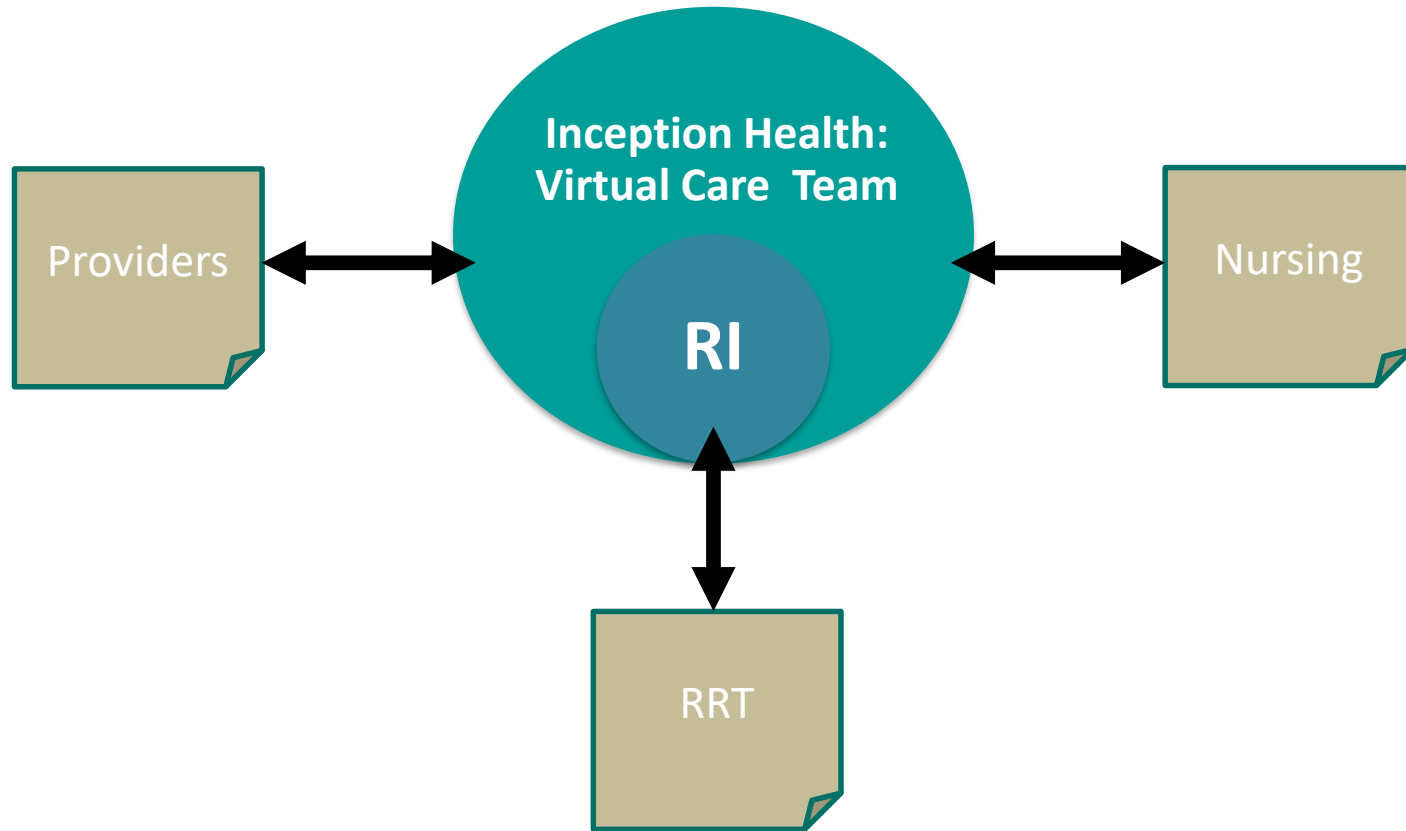 Inception Health:
Virtual Care Team
Providers
Nursing
RI
RRT